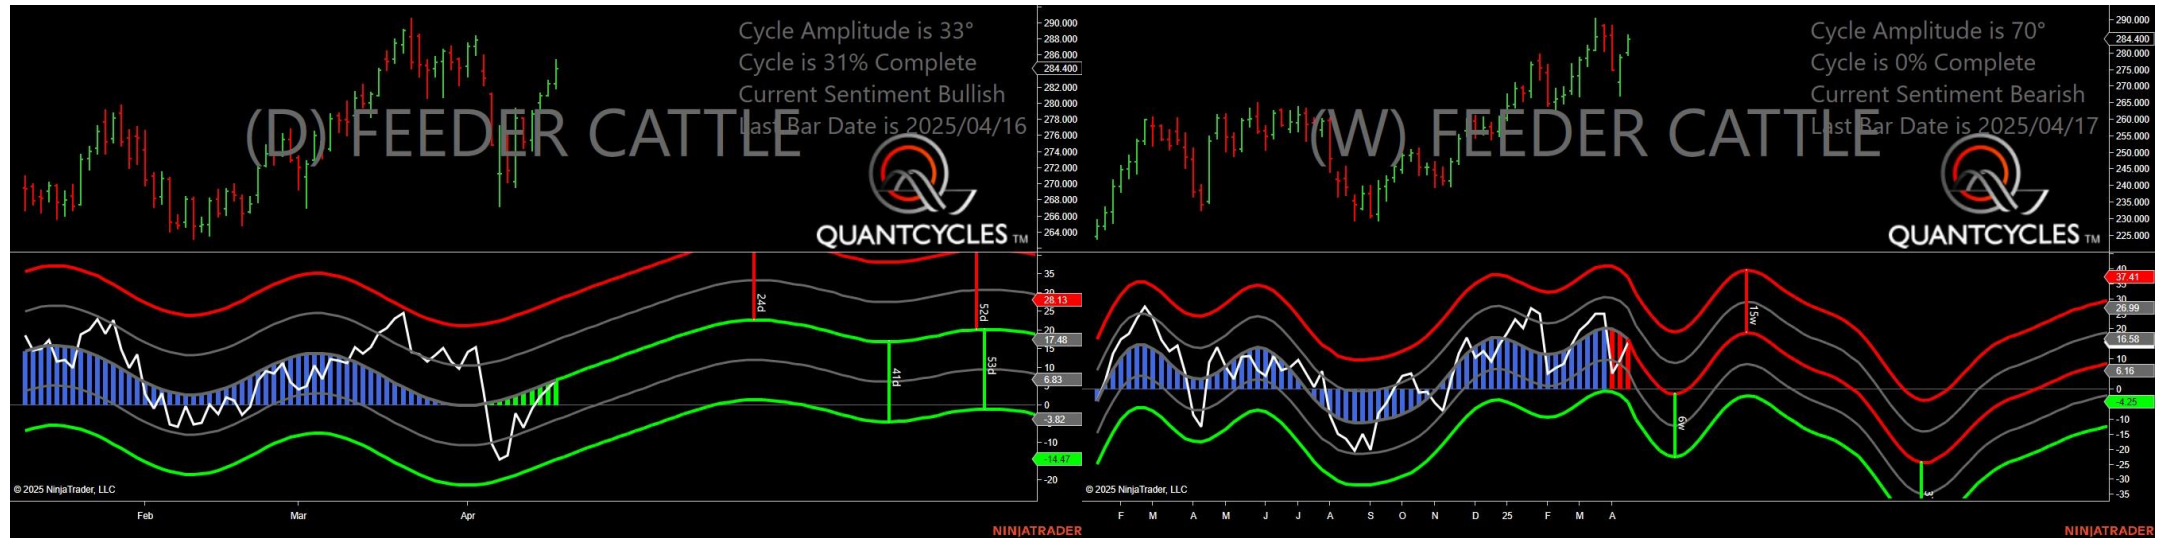 Cycle Amplitude is 33°
Cycle is 31% Complete
Current Sentiment Bullish
Last Bar Date is 2025/04/16
(D) FEEDER CATTLE
QUANTCYCLES TM
290.000
288.000
286.000
284.400
282.000
280.000
278.000
276.000
274.000
272.000
270.000
268.000
266.000
264.000
24d
52d
41d
53d
35
30
28.13
25
20
17.48
15
10
6.83
5
0
-3.82
-10
-14.47
-20
© 2025 NinjaTrader, LLC
Feb
Mar
Apr
NINJATRADER
Cycle Amplitude is 70°
Cycle is 0% Complete
Current Sentiment Bearish
Last Bar Date is 2025/04/17
(W) FEEDER CATTLE
QUANTCYCLES TM
290.000
284.400
280.000
275.000
270.000
265.000
260.000
255.000
250.000
245.000
240.000
235.000
230.000
225.000
15w
6w
40
37.41
35
30
26.99
25
20
16.58
10
6.16
0
-4.25
-10
-15
-20
-25
-30
-35
© 2025 NinjaTrader, LLC
F M A M J J A S O N D 25 F M A
NINJATRADER